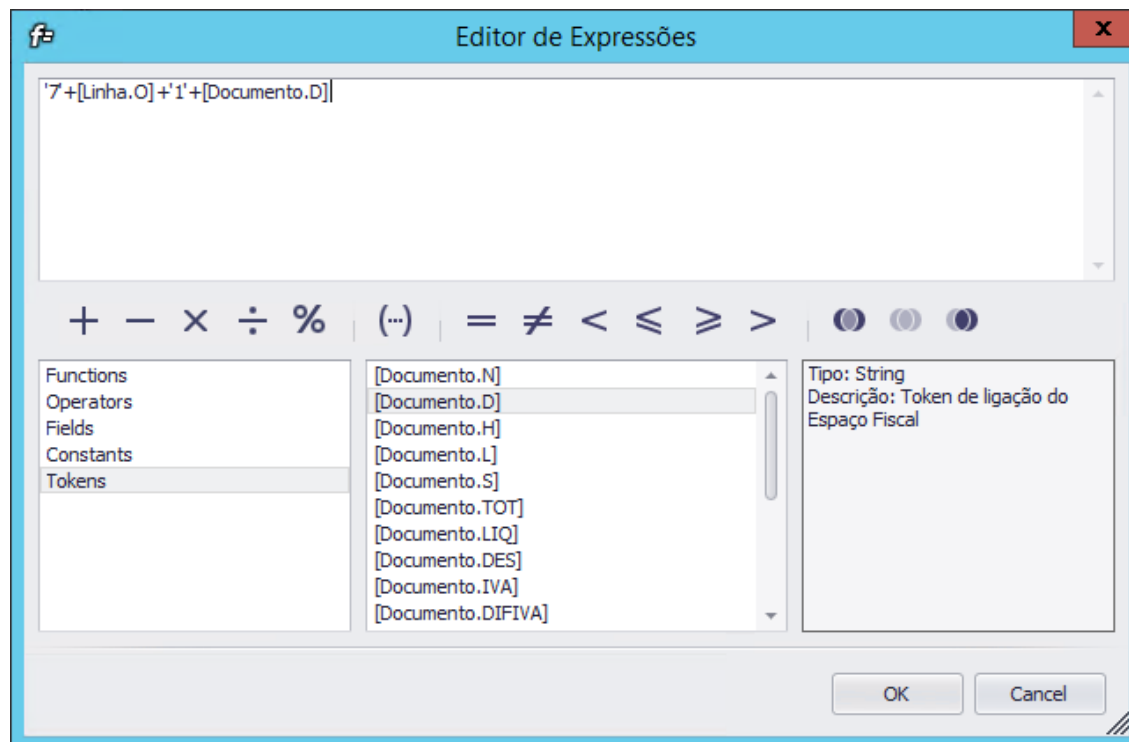 Editor de Expressões
x
'7'+[Linha.O]+'1'+[Documento.D]
+ − × ÷ % (...) = ≠ < ⩽ ⩾ >
Functions
Operators
Fields
Constants
Tokens
[Documento.N]
[Documento.D]
[Documento.H]
[Documento.L]
[Documento.S]
[Documento.TOT]
[Documento.LIQ]
[Documento.DES]
[Documento.IVA]
[Documento.DIFIVA]
Tipo: String
Descrição: Token de ligação do
Espaço Fiscal
OK
Cancel